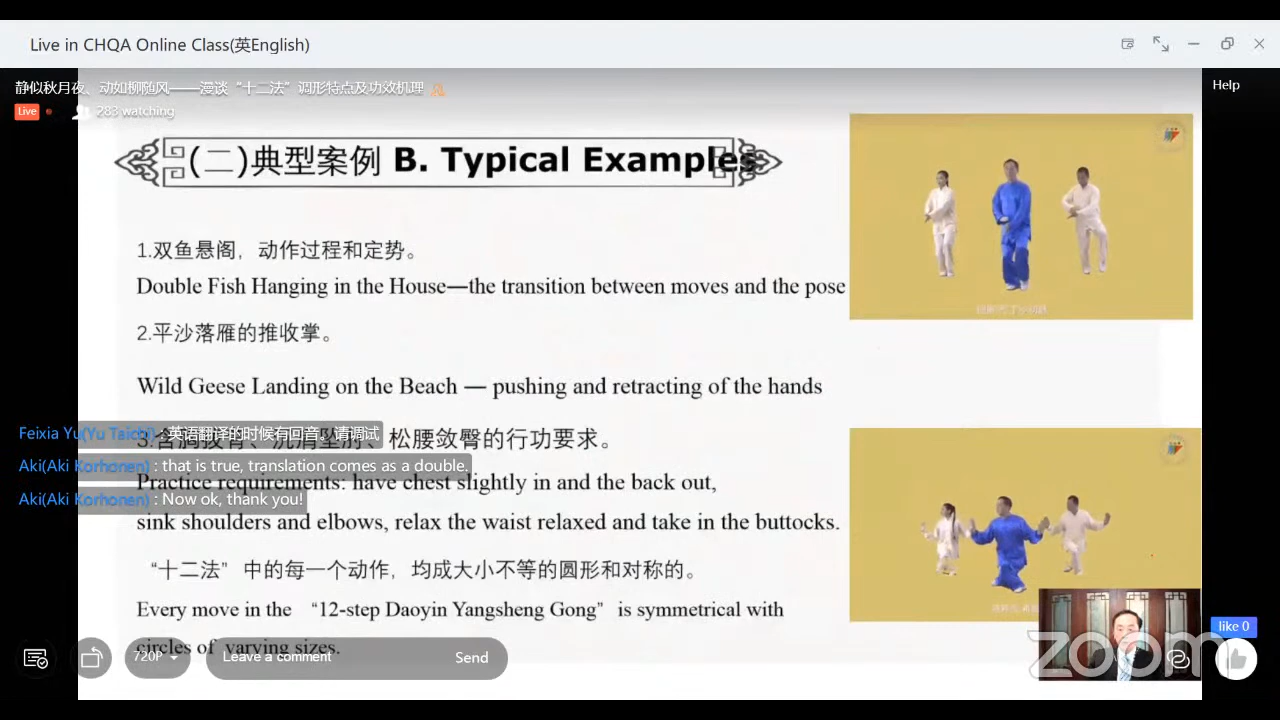 Live in CHQA Online Class(英English)
静似秋月夜、动如柳随风——漫谈“十二法”调形特点及功效机理
Help
Live
283 watching
(二)典型案例 B. Typical Examples
1.双鱼悬阁，动作过程和定势。
Double Fish Hanging in the House—the transition between moves and the pose
2.平沙落雁的推收掌。
Wild Geese Landing on the Beach — pushing and retracting of the hands
Feixia Yu(Yu Taichi) : 英语翻译的时候有回音，请调试
3.含胸拔背、沉肩坠肘、松腰敛臀的行功要求。
Aki(Aki Korhonen) : that is true, translation comes as a double.
Practice requirements: have chest slightly in and the back out,
Aki(Aki Korhonen) : Now ok, thank you!
sink shoulders and elbows, relax the waist relaxed and take in the buttocks.
“十二法” 中的每一个动作，均成大小不等的圆形和对称的。
Every move in the “12-step Daoyin Yangsheng Gong” is symmetrical with
circles of varying sizes.
720P
Leave a comment
Send
zoom
like 0